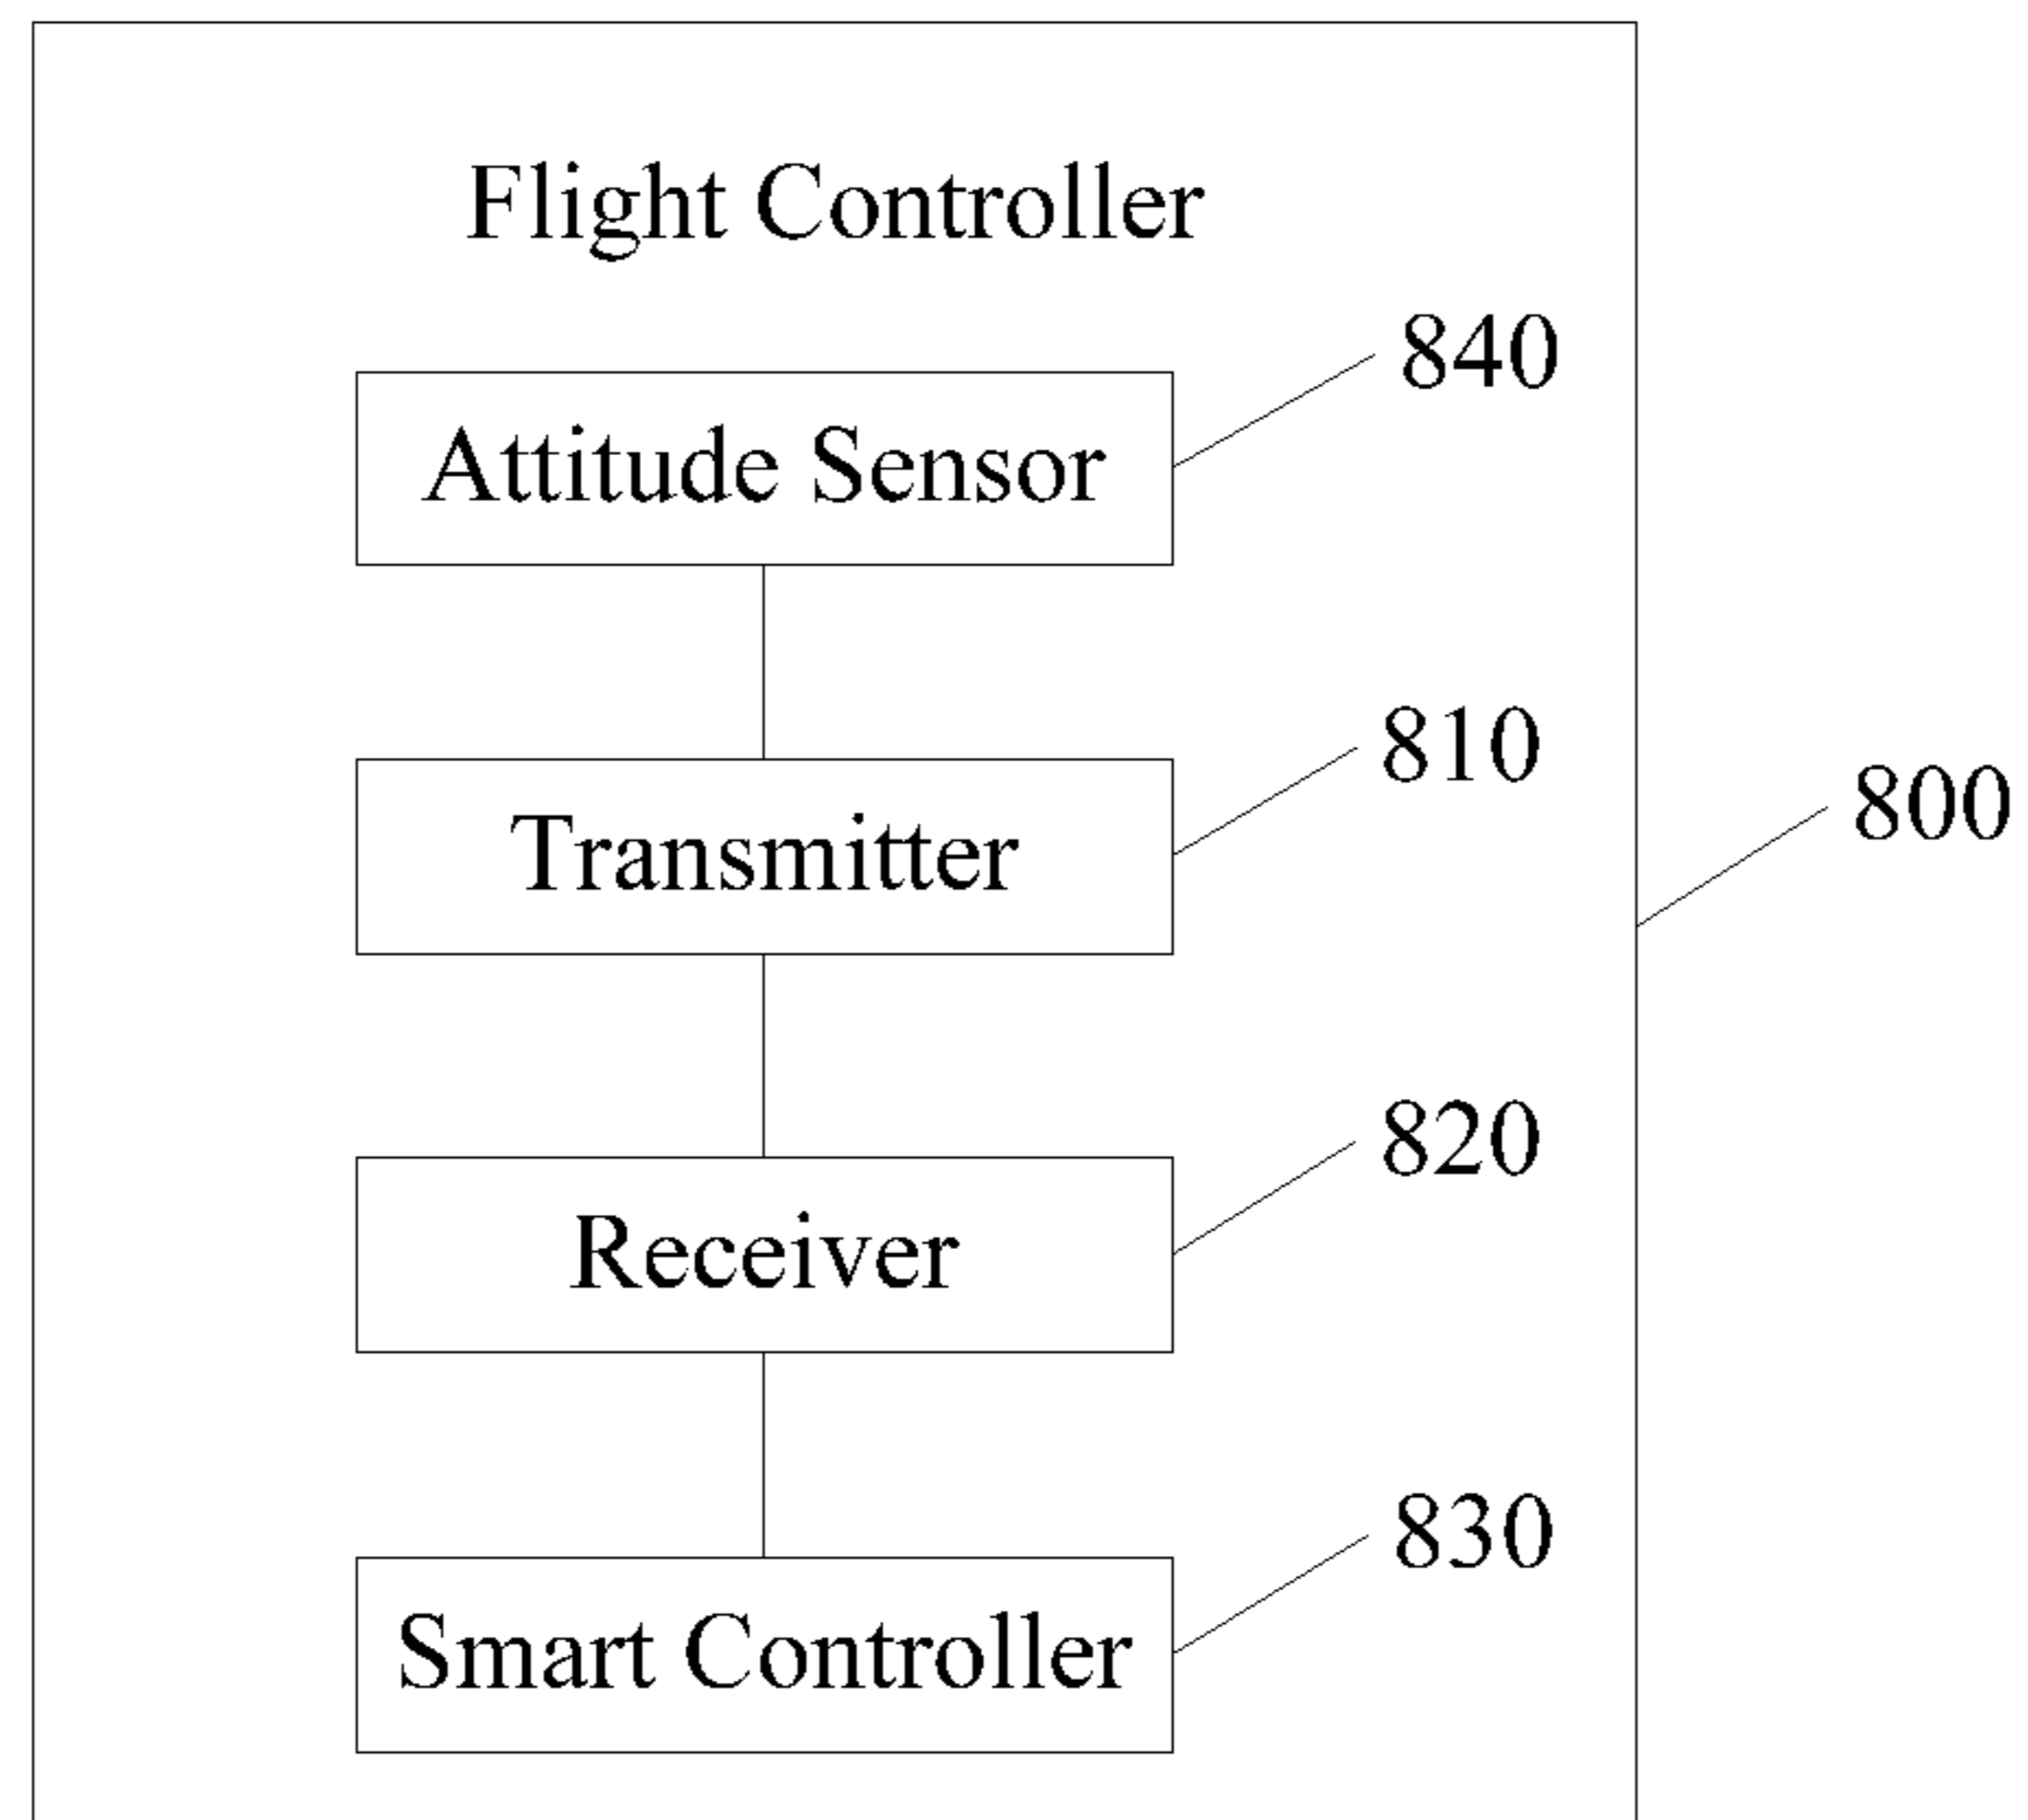 Flight Controller
840
Attitude Sensor
810
800
Transmitter
820
Receiver
830
Smart Controller